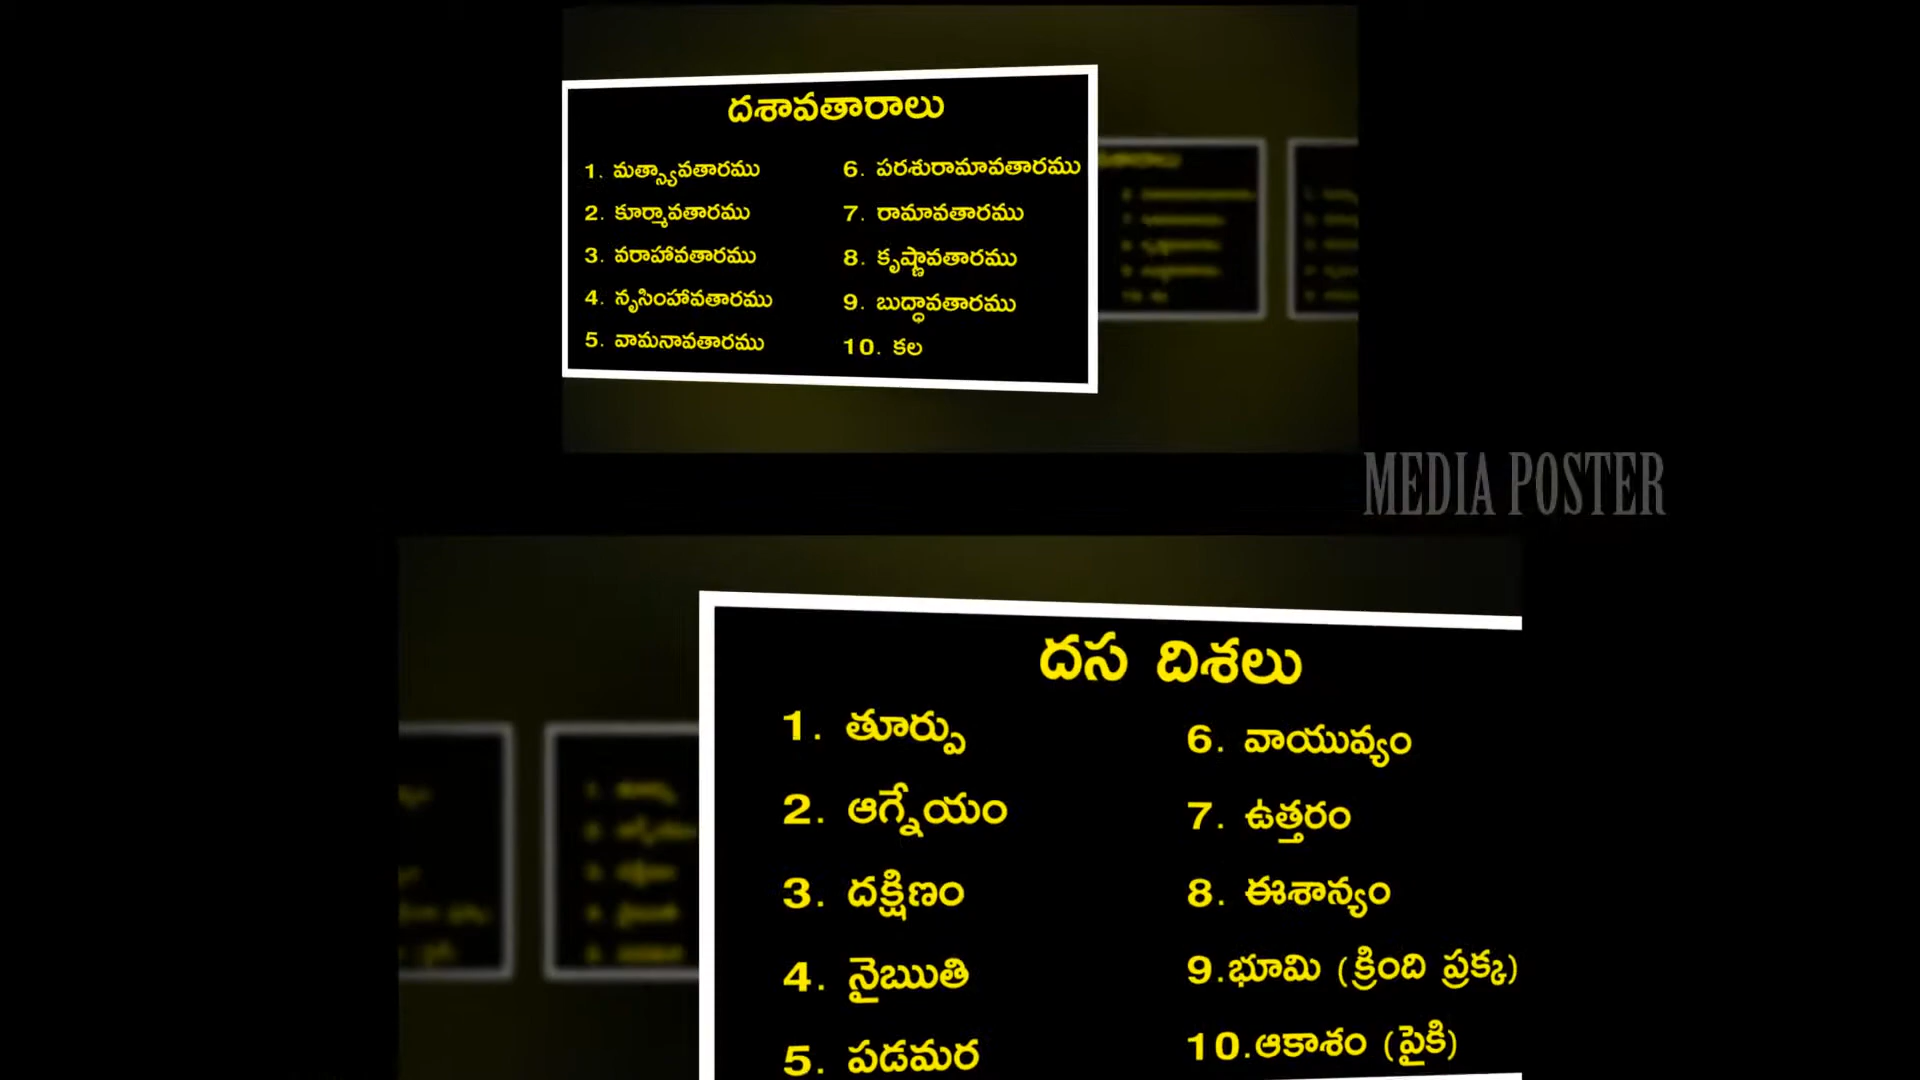 దశావతారాలు
1. మత్స్యావతారము
2. కూర్మావతారము
3. వరాహావతారము
4. నృసింహావతారము
5. వామనావతారము
6. పరశురామావతారము
7. రామావతారము
8. కృష్ణావతారము
9. బుద్ధావతారము
10. కల
MEDIA POSTER
దస దిశలు
1. తూర్పు
2. ఆగ్నేయం
3. దక్షిణం
4. నైఋతి
5. పడమర
6. వాయువ్యం
7. ఉత్తరం
8. ఈశాన్యం
9.భూమి (క్రింది ప్రక్క)
10.ఆకాశం (పైకి)